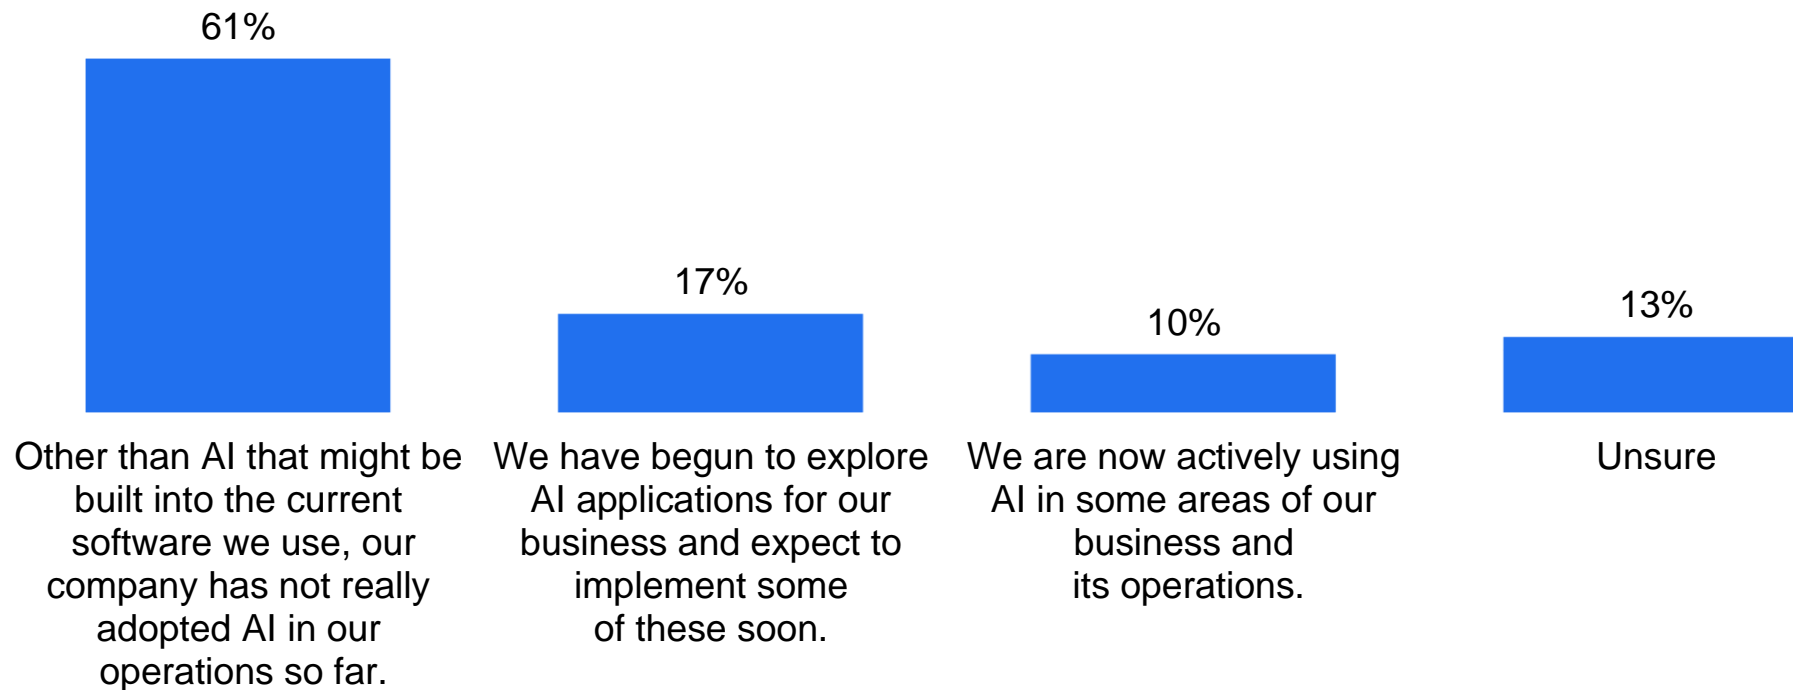 61%
17%
10%
13%
Other than AI that might be
built into the current
software we use, our
company has not really
adopted AI in our
operations so far.
We have begun to explore
AI applications for our
business and expect to
implement some
of these soon.
We are now actively using
AI in some areas of our
business and
its operations.
Unsure